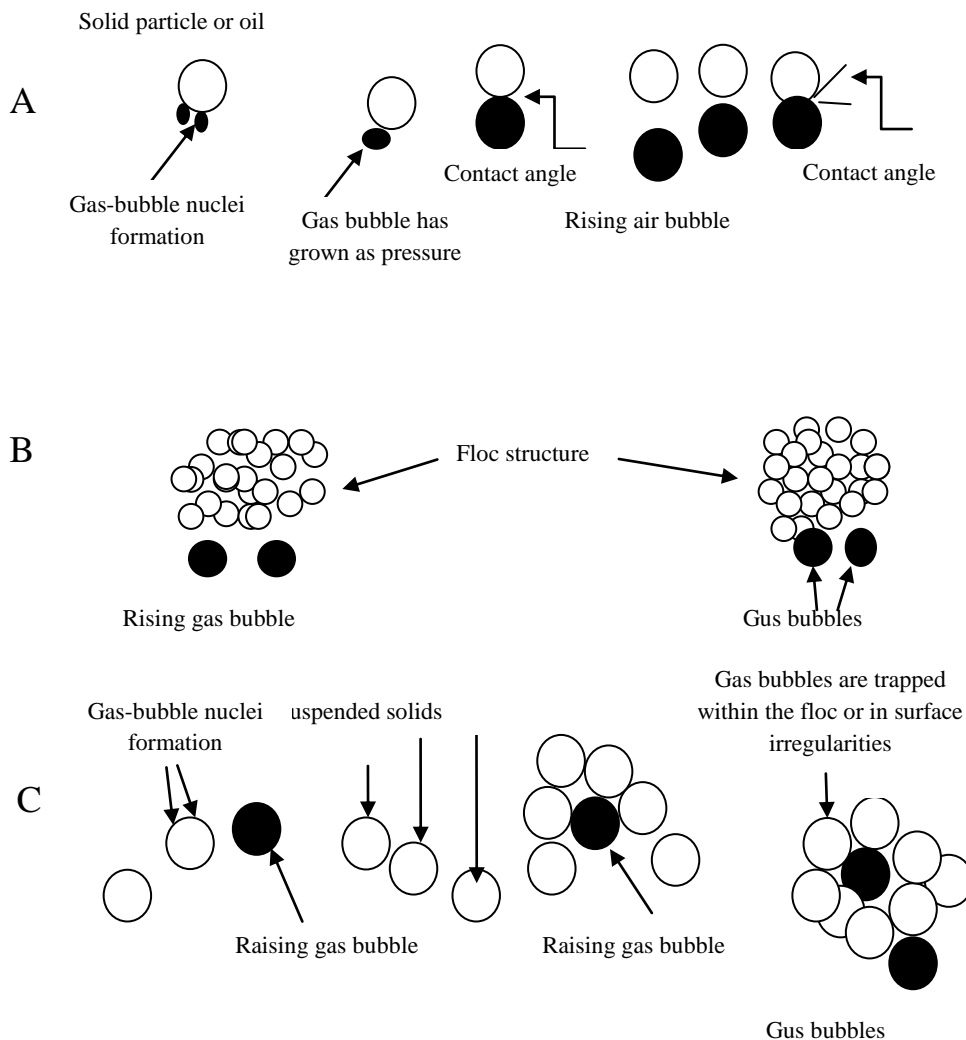 Solid particle or oil
A
Contact angle
Contact angle
Gas-bubble nuclei
formation
Gas bubble has
grown as pressure
Rising air bubble
B
Floc structure
Rising gas bubble
Gus bubbles
Gas bubbles are trapped
within the floc or in surface
irregularities
Gas-bubble nuclei
formation
uspended solids
C
Raising gas bubble
Raising gas bubble
Gus bubbles